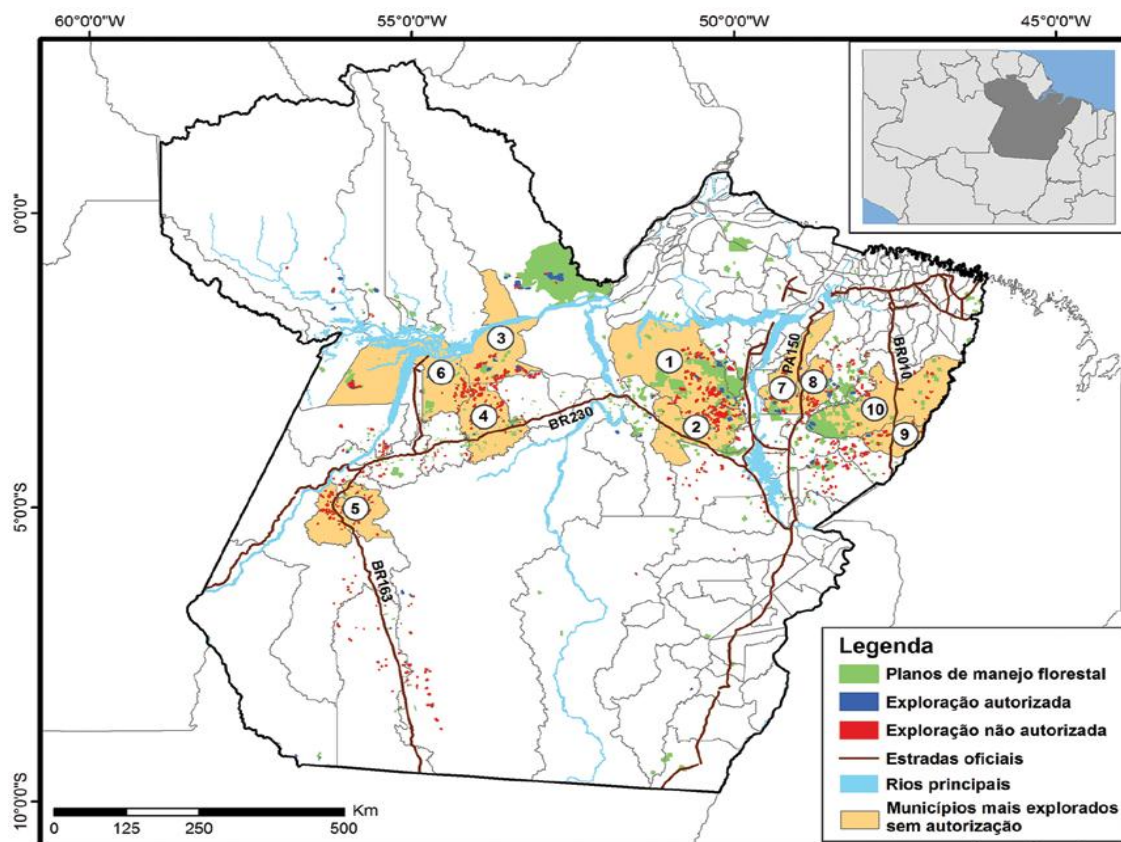 60°0'0"W
55°0'0"W
50°0'0"W
45°0'0"W
0°0'0"
5°0'0"S
10°0'0"S
3
1
6
7
8
PA150
BR010
4
10
BR230
2
9
5
BR163
Km
0 125 250 500
Legenda
Planos de manejo florestal
Exploração autorizada
Exploração não autorizada
Estradas oficiais
Rios principais
Municípios mais explorados
sem autorização